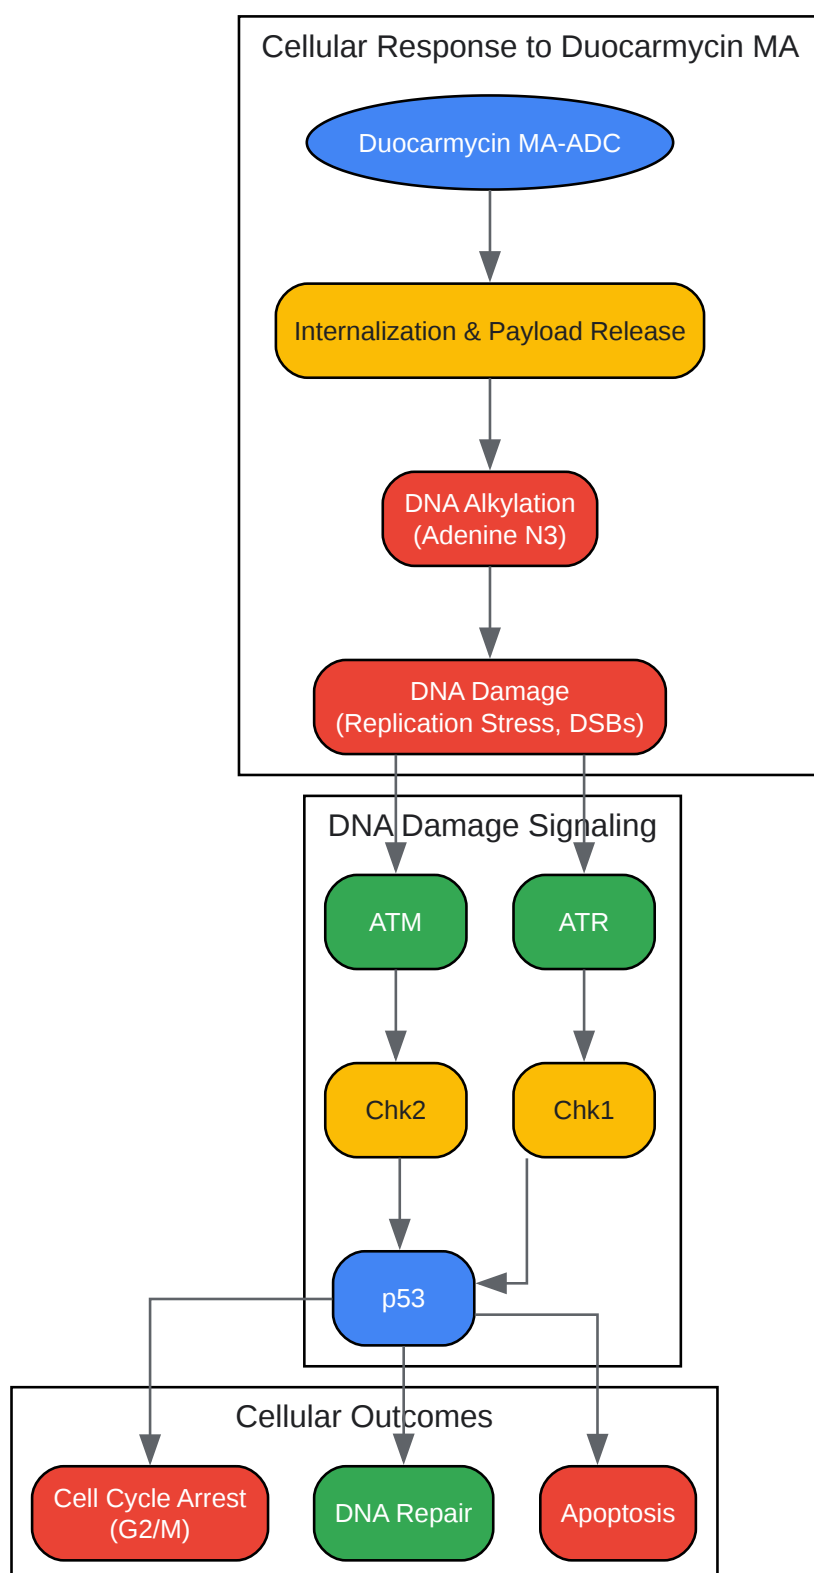 Cellular Response to Duocarmycin MA
Duocarmycin MA-ADC
Internalization & Payload Release
DNA Alkylation
(Adenine N3)
DNA Damage
(Replication Stress, DSBs)
DNA Damage Signaling
ATM
ATR
Chk2
Chk1
p53
Cellular Outcomes
Cell Cycle Arrest
(G2/M)
DNA Repair
Apoptosis